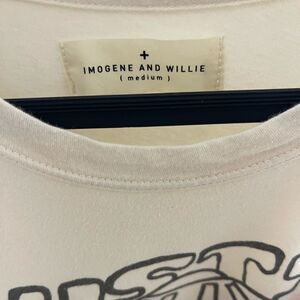 +
IMOGENE AND WILLIE
( medium )